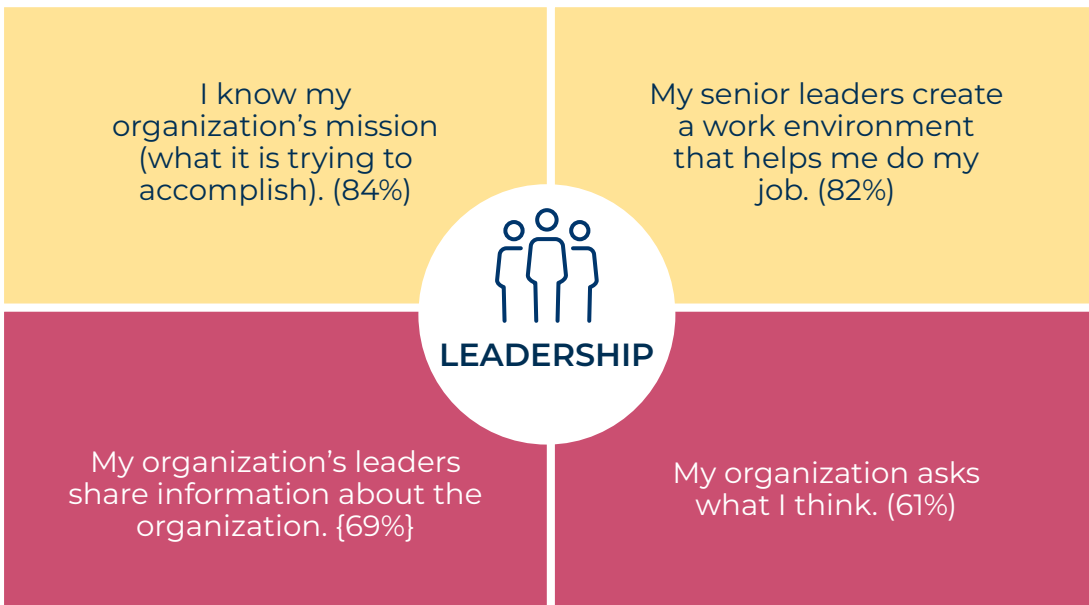 I know my
organization’s mission
(what it is trying to
accomplish). (84%)
My senior leaders create
a work environment
that helps me do my
job. (82%)
LEADERSHIP
My organization’s leaders
share information about the
organization. {69%}
My organization asks
what I think. (61%)